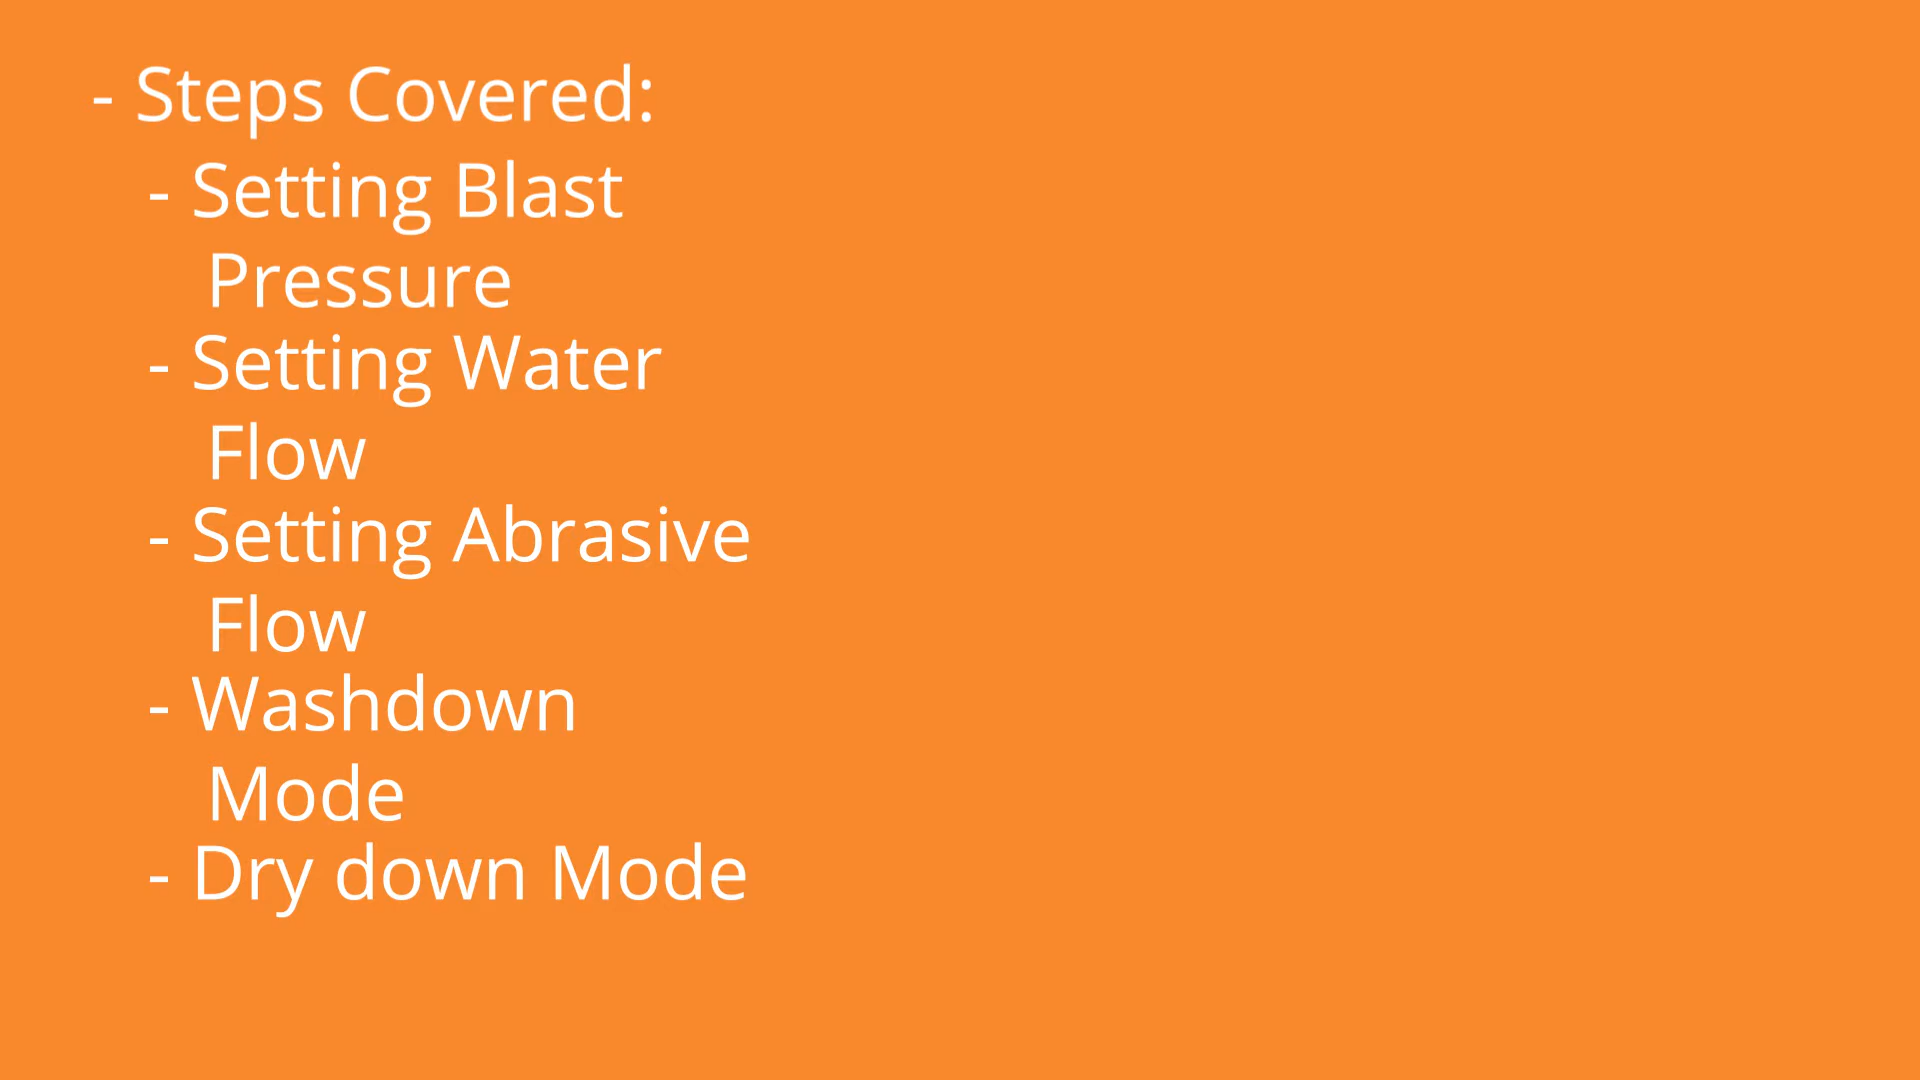 - Steps Covered:
- Setting Blast
Pressure
- Setting Water
Flow
- Setting Abrasive
Flow
- Washdown
Mode
- Dry down Mode